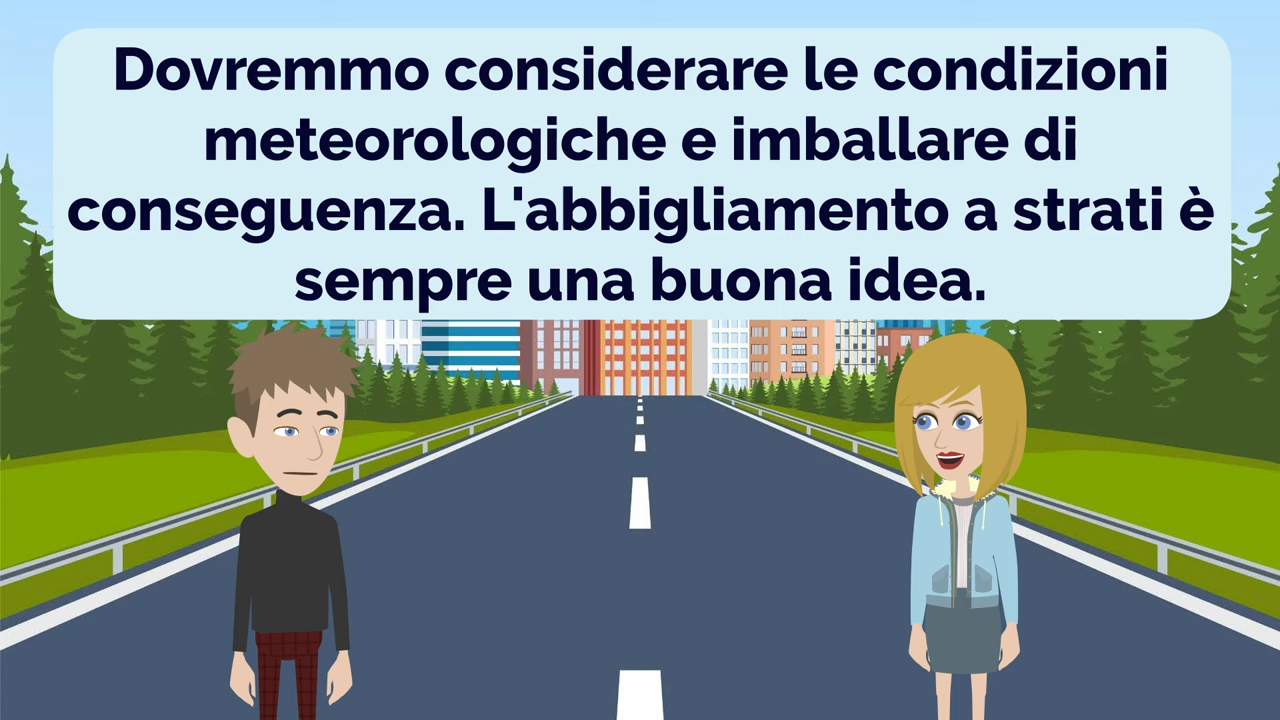 Dovremmo considerare le condizioni
meteorologiche e imballare di
conseguenza. L'abbigliamento a strati è
sempre una buona idea.